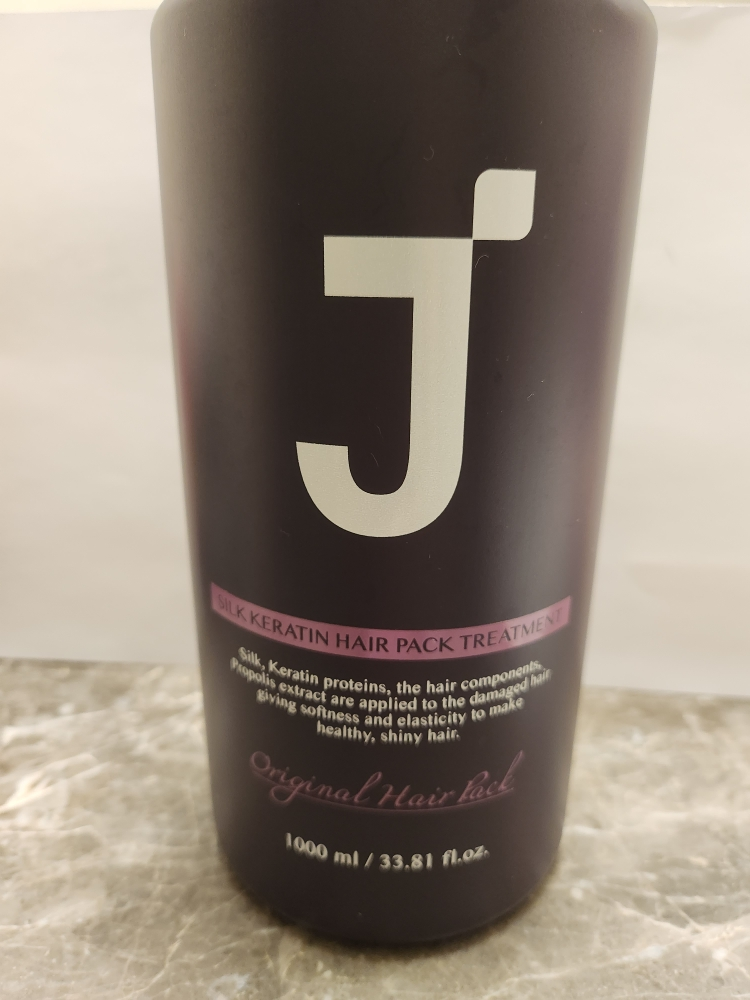 J
SILK KERATIN HAIR PACK TREATMENT
Silk, Keratin proteins, the hair components,
Propolis extract are applied to the damaged hair
giving softness and elasticity to make
healthy, shiny hair.
Original Hair Pack
1000 ml / 33.81 fl.oz.